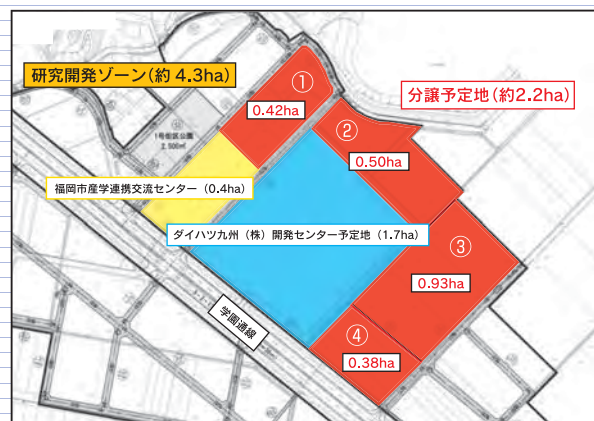 研究開発ゾーン(約 4.3ha)
①
0.42ha
分譲予定地(約2.2ha)
②
0.50ha
1号街区公園
2,500㎡
福岡市産学連携交流センター（0.4ha）
ダイハツ九州（株）開発センター予定地（1.7ha）
③
0.93ha
学園通線
④
0.38ha